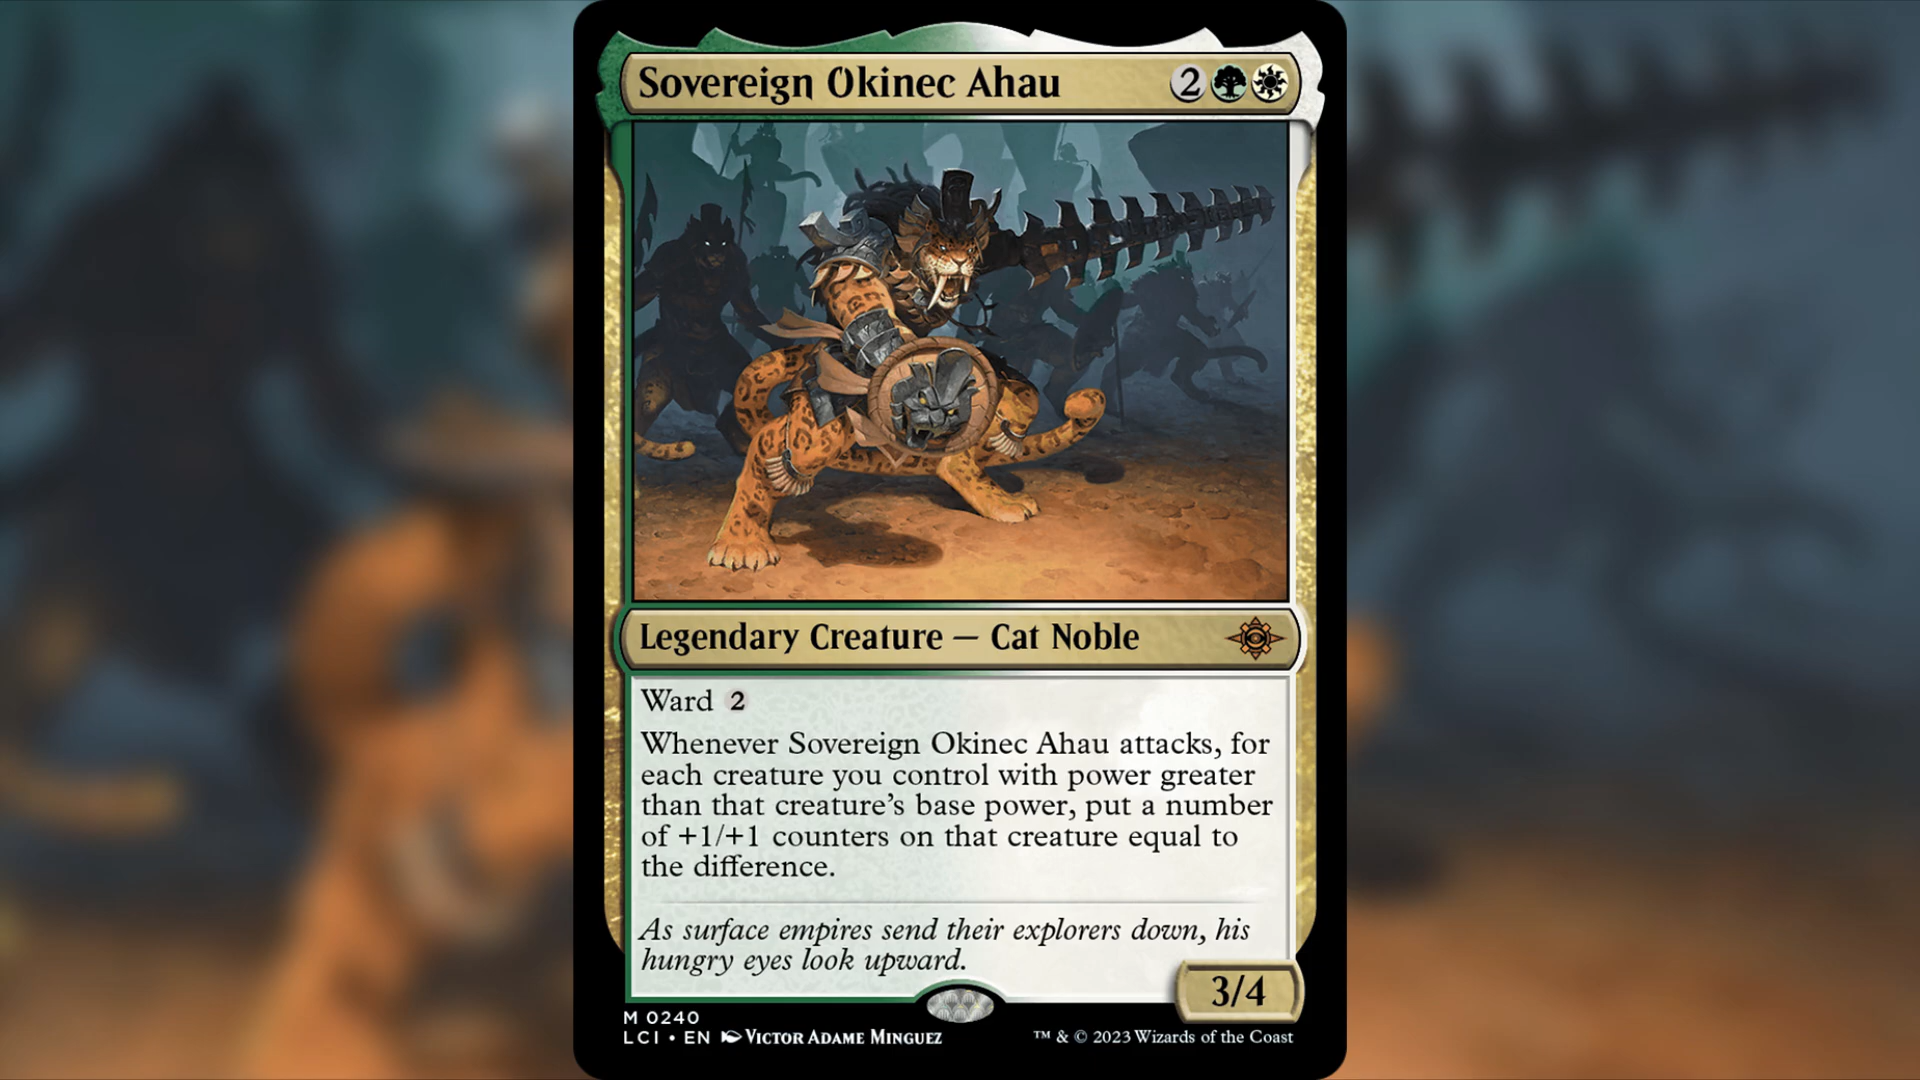 Sovereign Okinec Ahau 2
Legendary Creature — Cat Noble
Ward 2
Whenever Sovereign Okinec Ahau attacks, for
each creature you control with power greater
than that creature's base power, put a number
of +1/+1 counters on that creature equal to
the difference.
As surface empires send their explorers down, his
hungry eyes look upward.
3/4
M 0240
LCI • EN Victor Adame Minguez ™ & © 2023 Wizards of the Coast